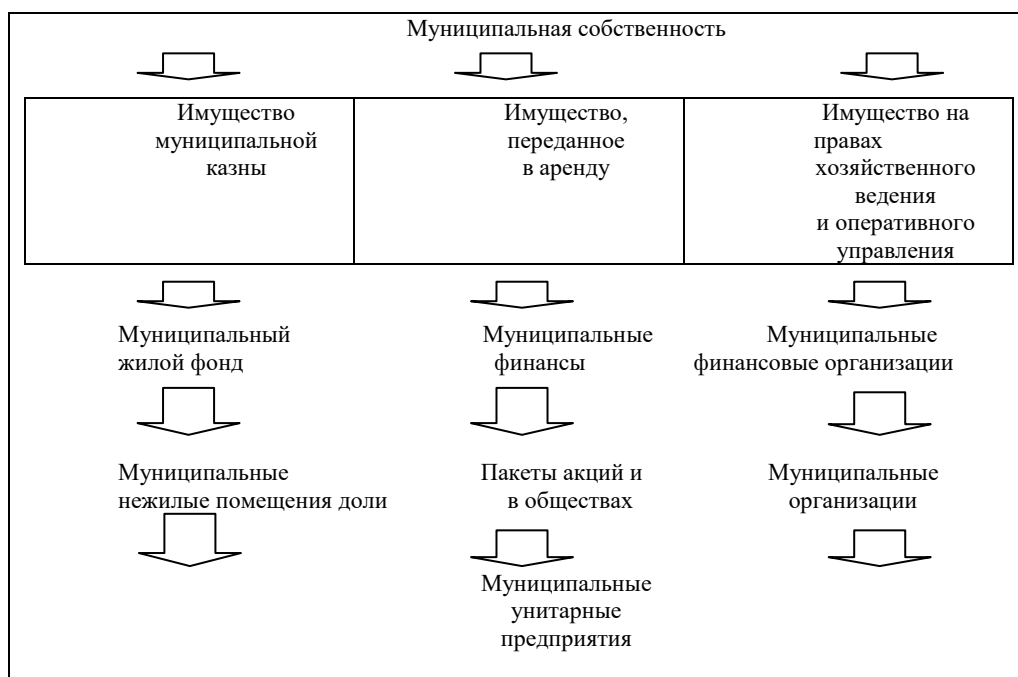 Муниципальная собственность
Имущество
муниципальной
казны
Имущество,
переданное
в аренду
Имущество на
правах
хозяйственного
ведения
и оперативного
управления
Муниципальный
жилой фонд
Муниципальные
финансы
Муниципальные
финансовые организации
Муниципальные
нежилые помещения доли
Пакеты акций и
в обществах
Муниципальные
организации
Муниципальные
унитарные
предприятия